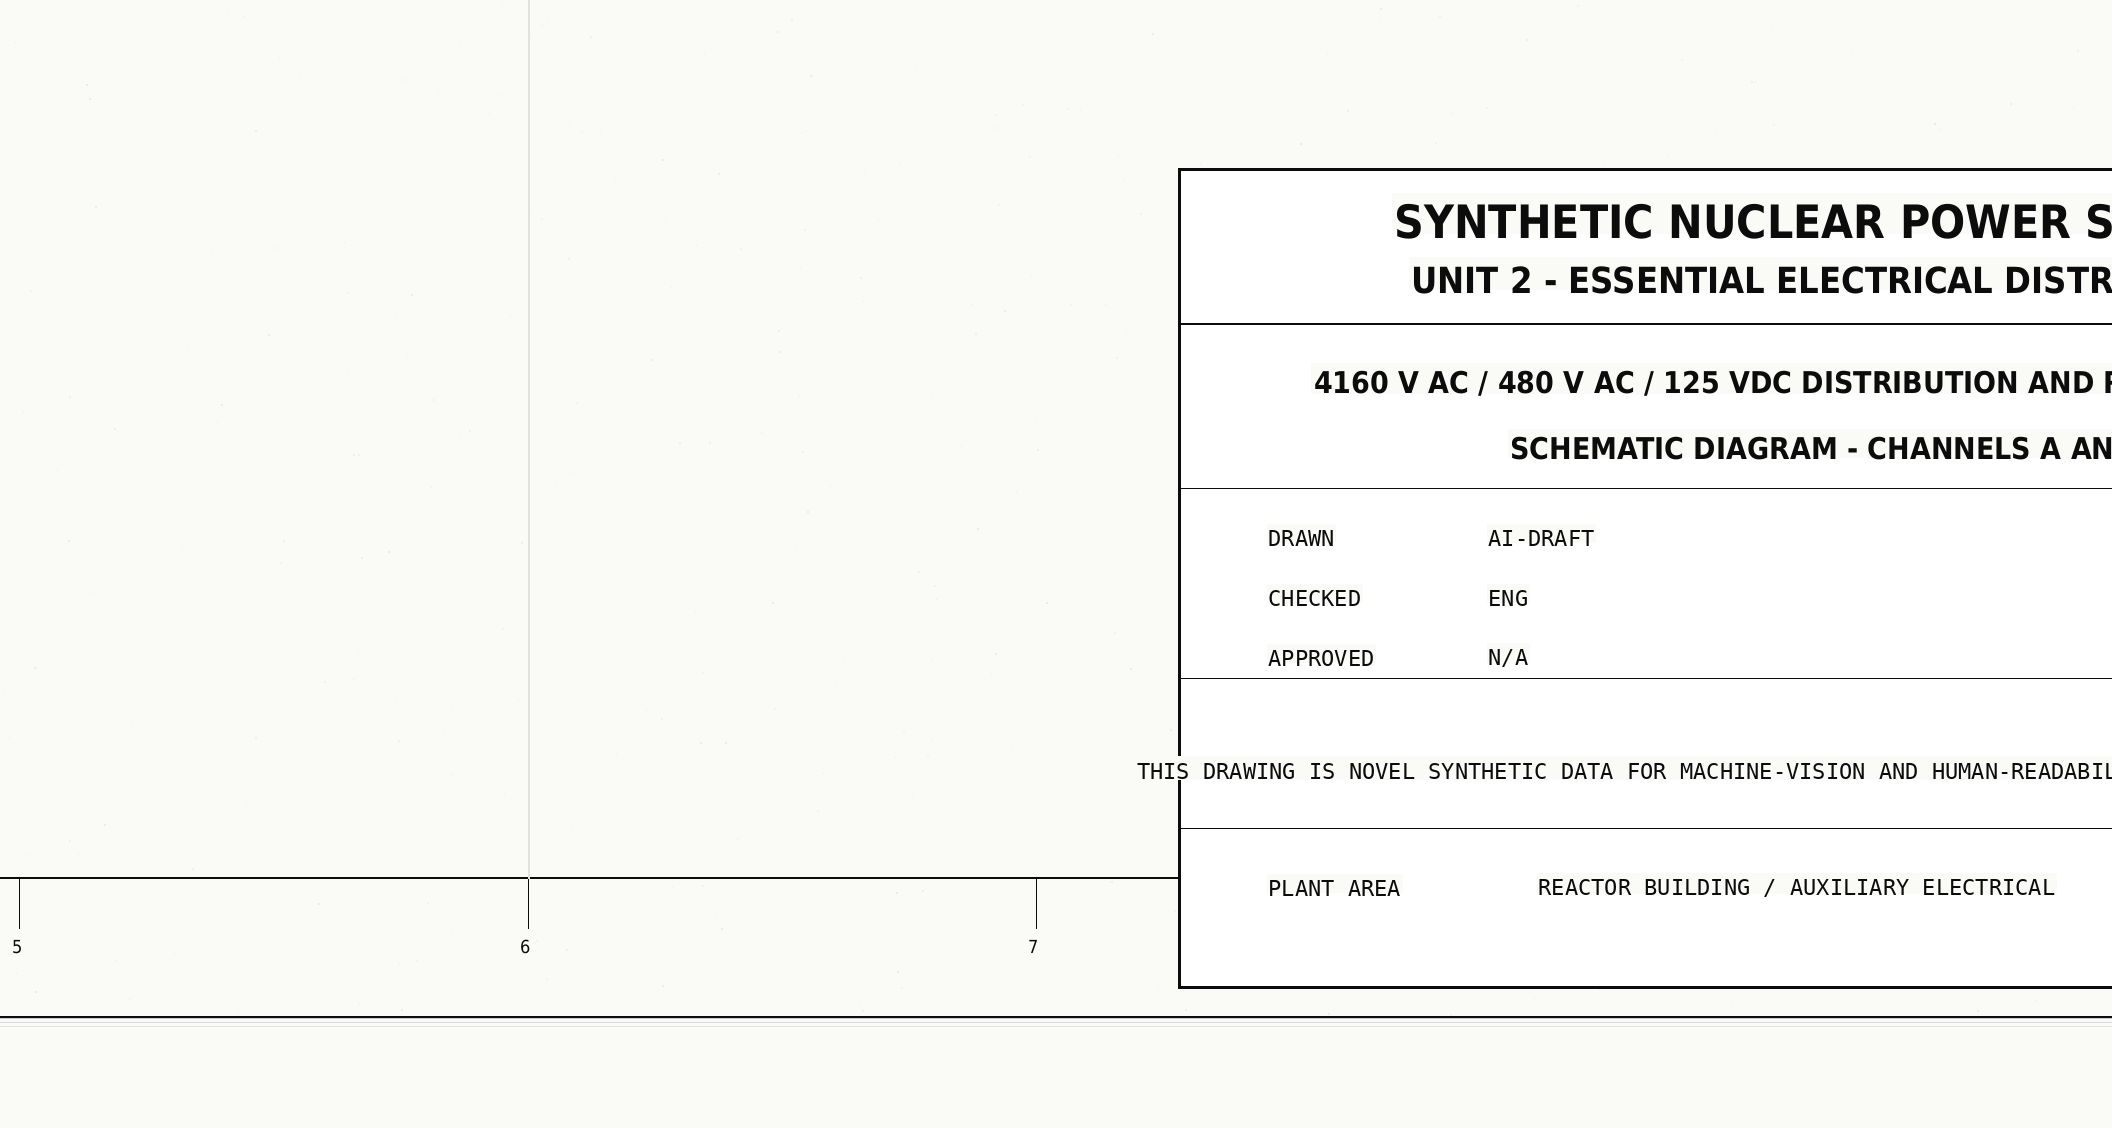 SYNTHETIC NUCLEAR POWER S
UNIT 2 - ESSENTIAL ELECTRICAL DISTR
4160 V AC / 480 V AC / 125 VDC DISTRIBUTION AND
SCHEMATIC DIAGRAM - CHANNELS A AN
DRAWN AI-DRAFT
CHECKED ENG
APPROVED N/A
THIS DRAWING IS NOVEL SYNTHETIC DATA FOR MACHINE-VISION AND HUMAN-READABIL
PLANT AREA REACTOR BUILDING / AUXILIARY ELECTRICAL
5 6 7